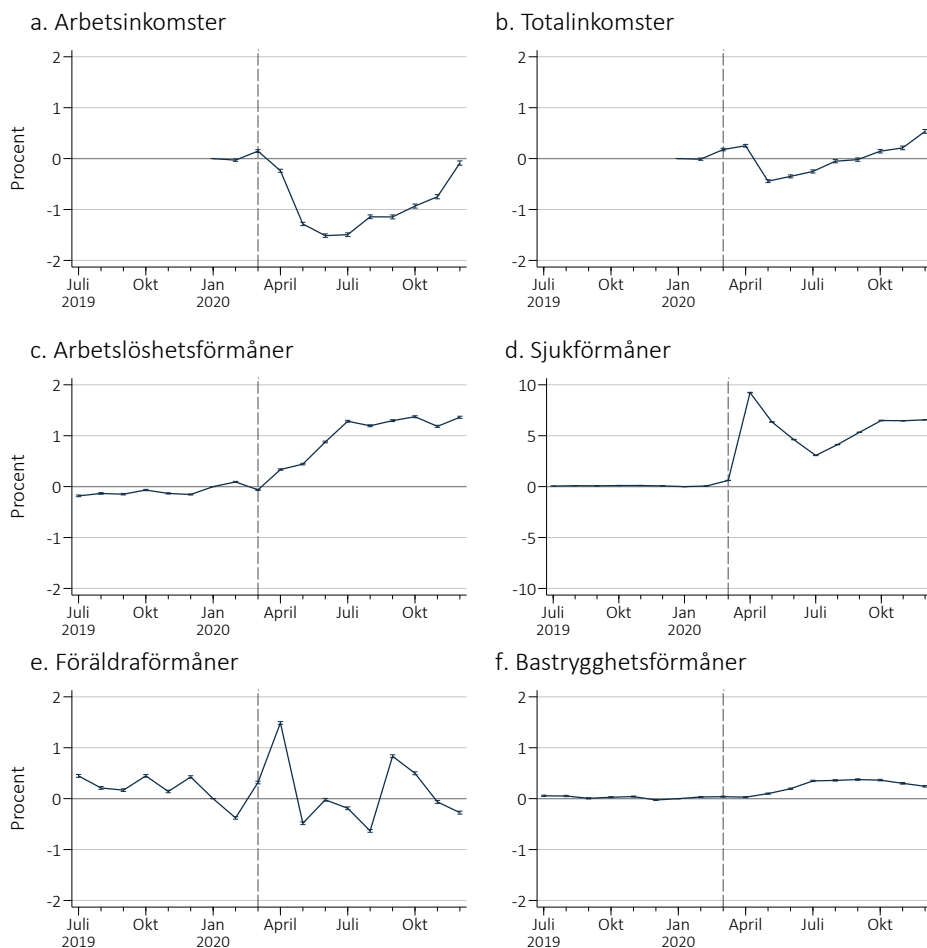 a. Arbetsinkomster
2
1
0
-1
-2
Procent
Juli Okt Jan April Juli Okt
2019 2020
b. Totalinkomster
2
1
0
-1
-2
Juli Okt Jan April Juli Okt
2019 2020
c. Arbetslöshetsförmåner
2
1
0
-1
-2
Procent
Juli Okt Jan April Juli Okt
2019 2020
d. Sjukförmåner
10
5
0
-5
-10
Juli Okt Jan April Juli Okt
2019 2020
e. Föräldraförmåner
2
1
0
-1
-2
Procent
Juli Okt Jan April Juli Okt
2019 2020
f. Bastrygghetsförmåner
2
1
0
-1
-2
Juli Okt Jan April Juli Okt
2019 2020